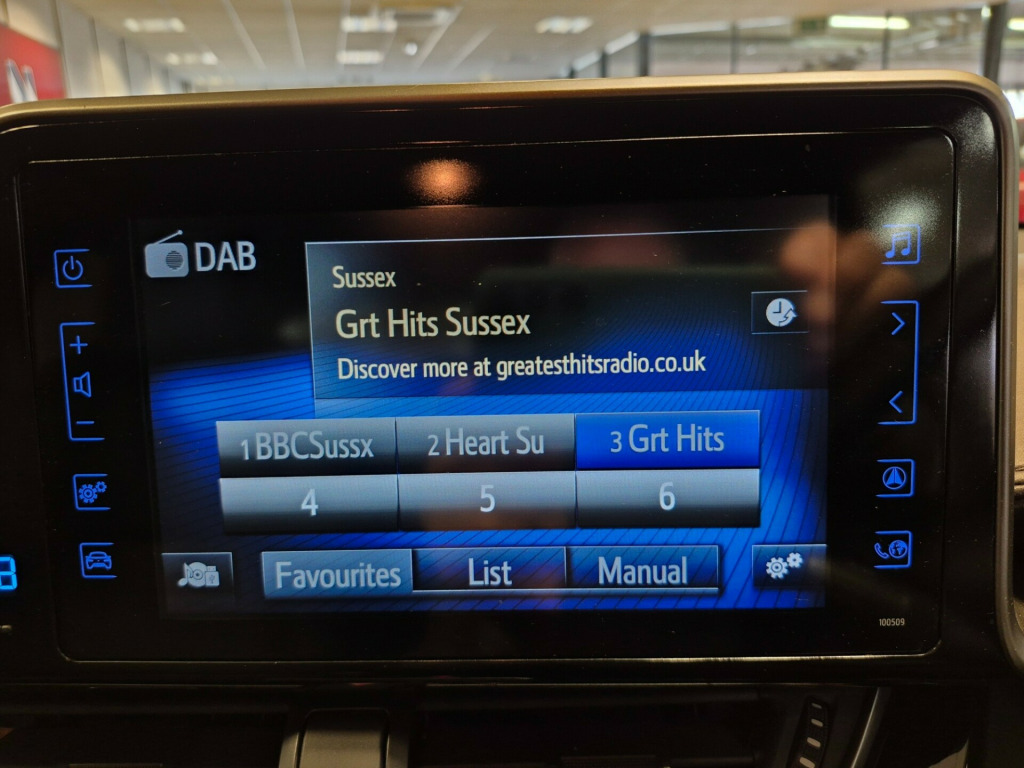 DAB
Sussex
Grt Hits Sussex
Discover more at greatesthitsradio.co.uk
1 BBCSussx
2 Heart Su
3 Grt Hits
4
5
6
Favourites
List
Manual
100509